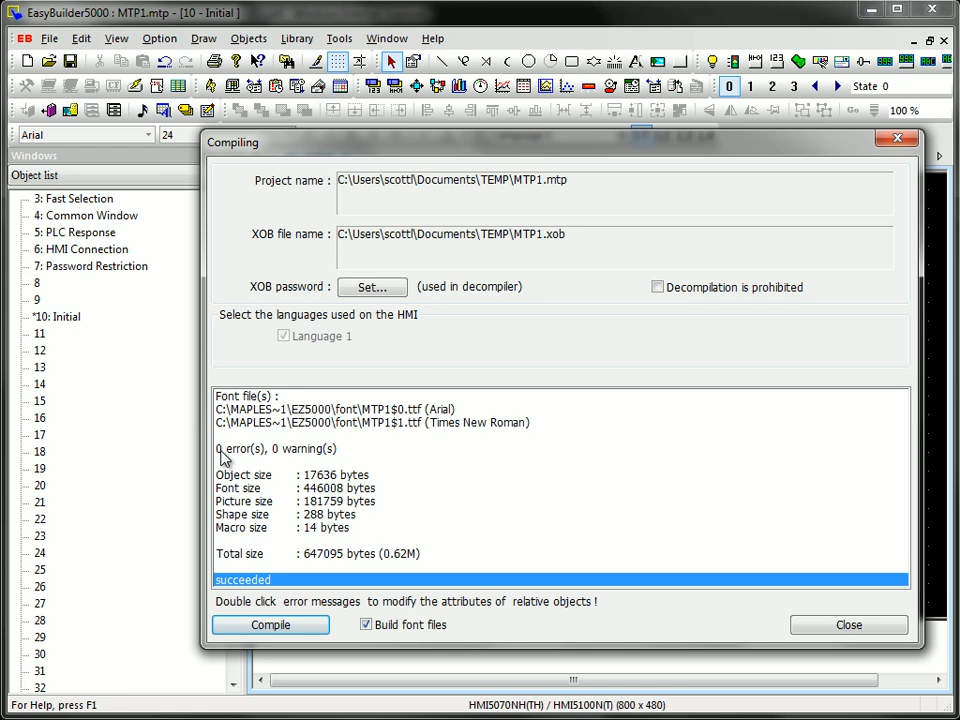 EasyBuilder5000 : MTP1.mtp - [10 - Initial ]
EB File Edit View Option Draw Objects Library Tools Window Help
0 1 2 3 State 0
100 %
Arial 24
Windows
Object list
3: Fast Selection
4: Common Window
5: PLC Response
6: HMI Connection
7: Password Restriction
8
9
*10: Initial
11
12
13
14
15
16
17
18
19
20
21
22
23
24
25
26
27
28
29
30
31
32
Compiling
Project name : C:\Users\scottl\Documents\TEMP\MTP1.mtp
XOB file name : C:\Users\scottl\Documents\TEMP\MTP1.xob
XOB password : Set... (used in decompiler) Decompilation is prohibited
Select the languages used on the HMI
Language 1
Font file(s) :
C:\MAPLES~1\EZ5000\font\MTP1$0.ttf (Arial)
C:\MAPLES~1\EZ5000\font\MTP1$1.ttf (Times New Roman)
0 error(s), 0 warning(s)
Object size : 17636 bytes
Font size : 446008 bytes
Picture size : 181759 bytes
Shape size : 288 bytes
Macro size : 14 bytes
Total size : 647095 bytes (0.62M)
succeeded
Double click error messages to modify the attributes of relative objects !
Compile Build font files Close
For Help, press F1 HMI5070NH(TH) / HMI5100N(T) (800 x 480)